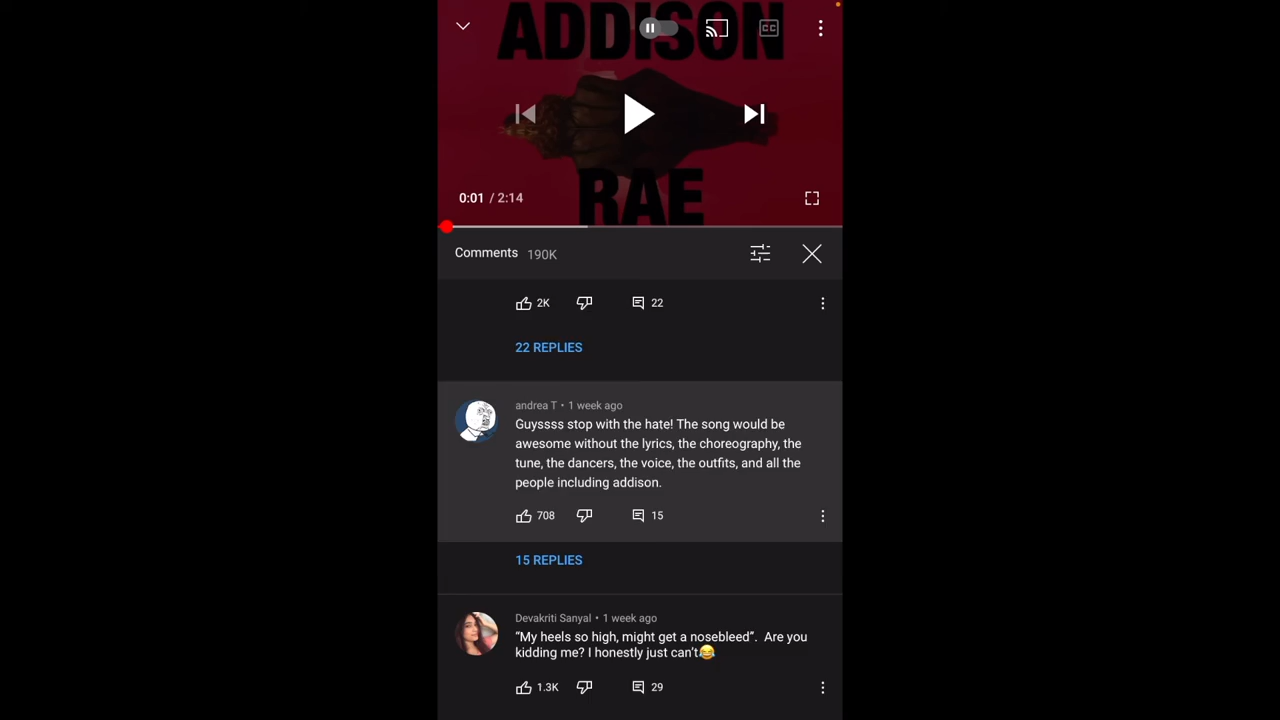 ADDISON
CC
RAE
0:01 / 2:14
Comments 190K
2K 22
22 REPLIES
andrea T • 1 week ago
Guyssss stop with the hate! The song would be
awesome without the lyrics, the choreography, the
tune, the dancers, the voice, the outfits, and all the
people including addison.
708 15
15 REPLIES
Devakriti Sanyal • 1 week ago
“My heels so high, might get a nosebleed”. Are you
kidding me? I honestly just can't😂
1.3K 29